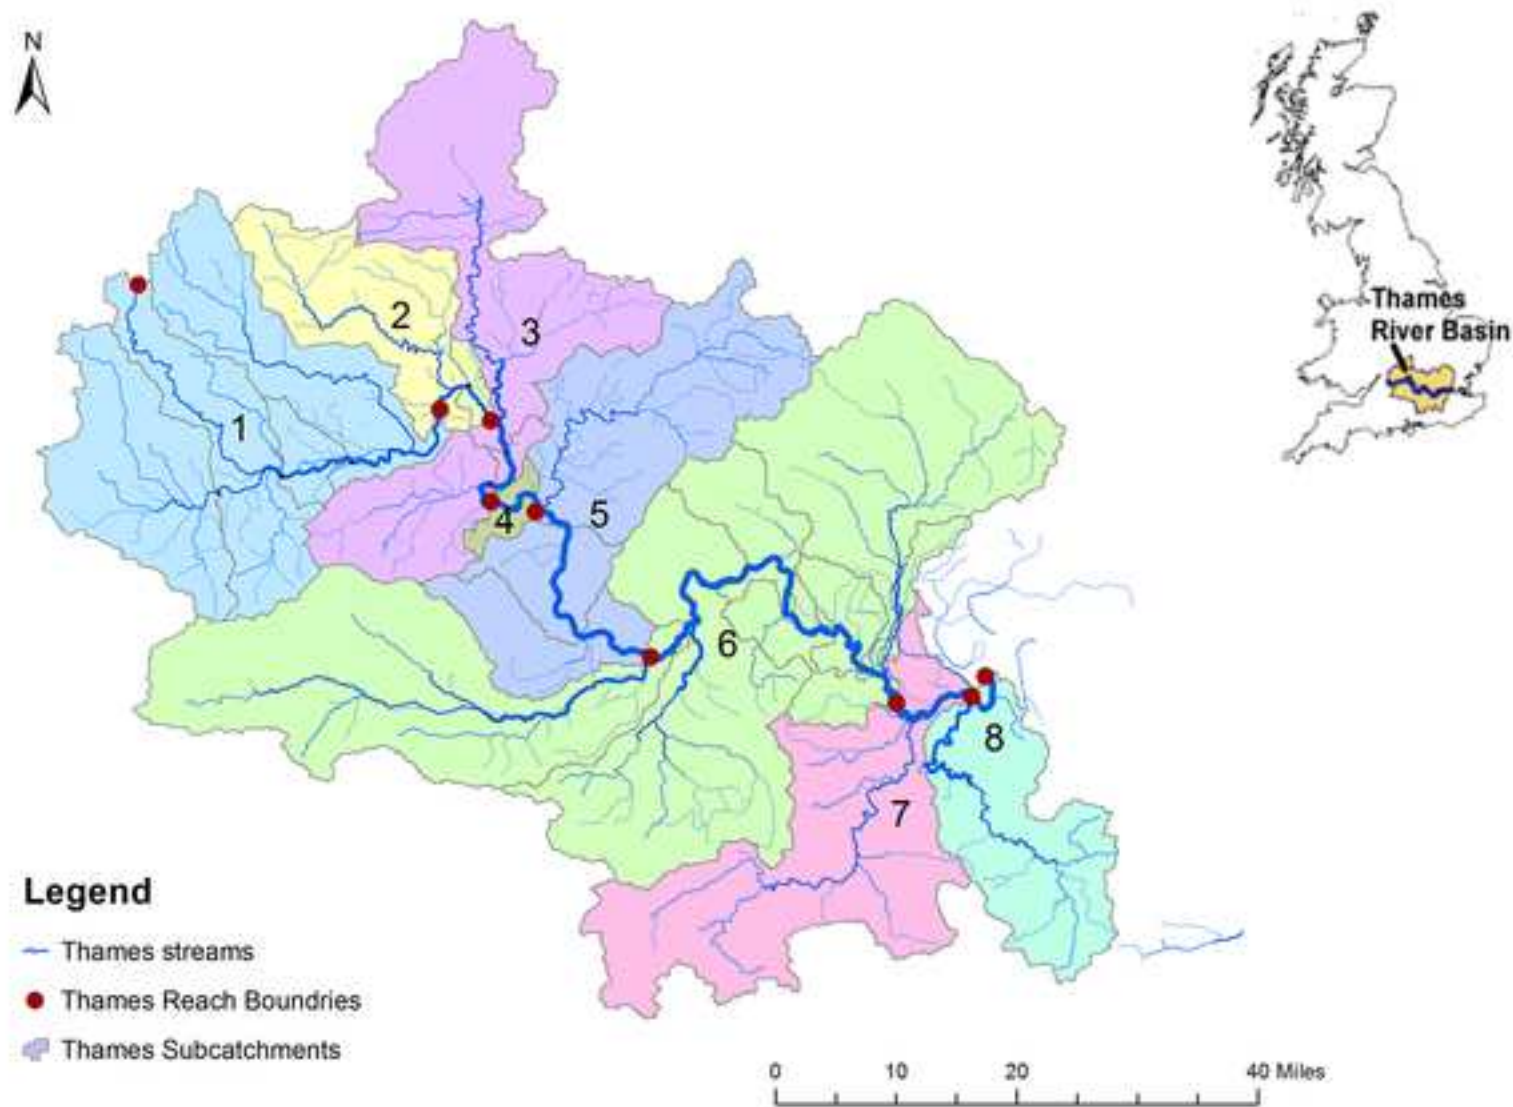 N
Thames
River Basin
2
3
1
4
5
6
8
7
Legend
Thames streams
Thames Reach Boundries
Thames Subcatchments
0 10 20 40 Miles